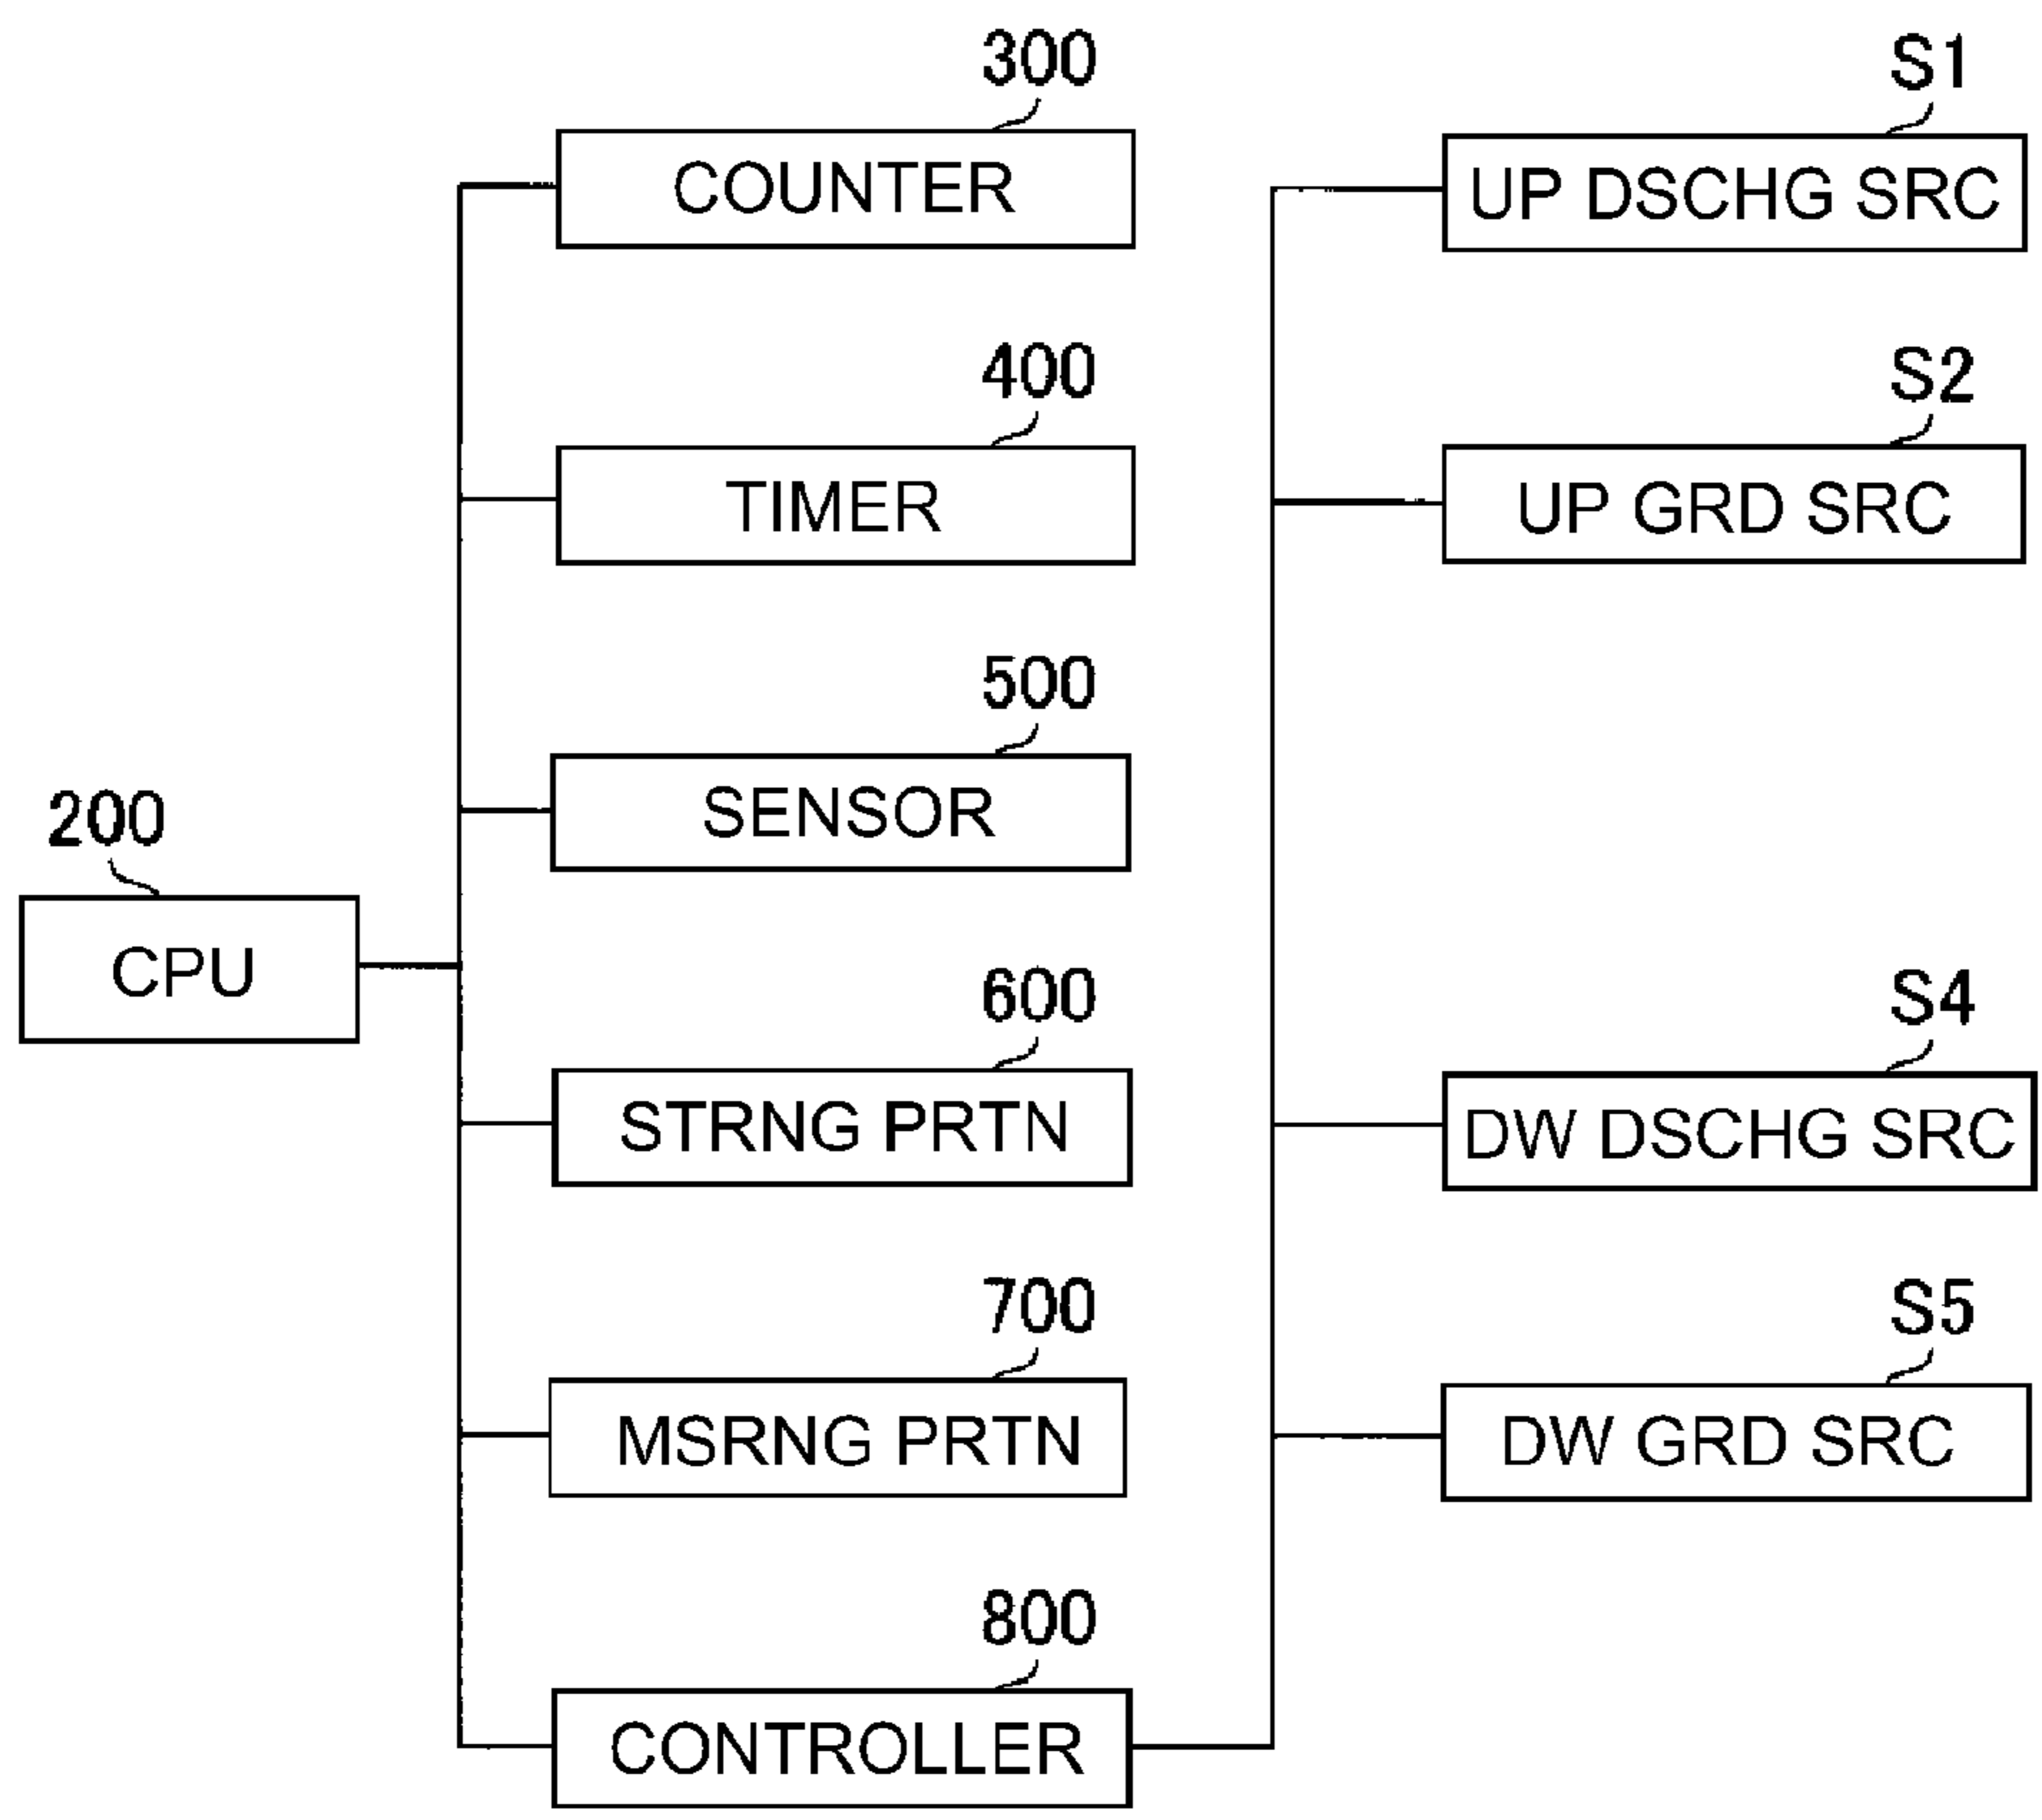 300
COUNTER
400
TIMER
500
SENSOR
200
CPU
600
STRNG PRTN
700
MSRNG PRTN
800
CONTROLLER
S1
UP DSCHG SRC
S2
UP GRD SRC
S4
DW DSCHG SRC
S5
DW GRD SRC